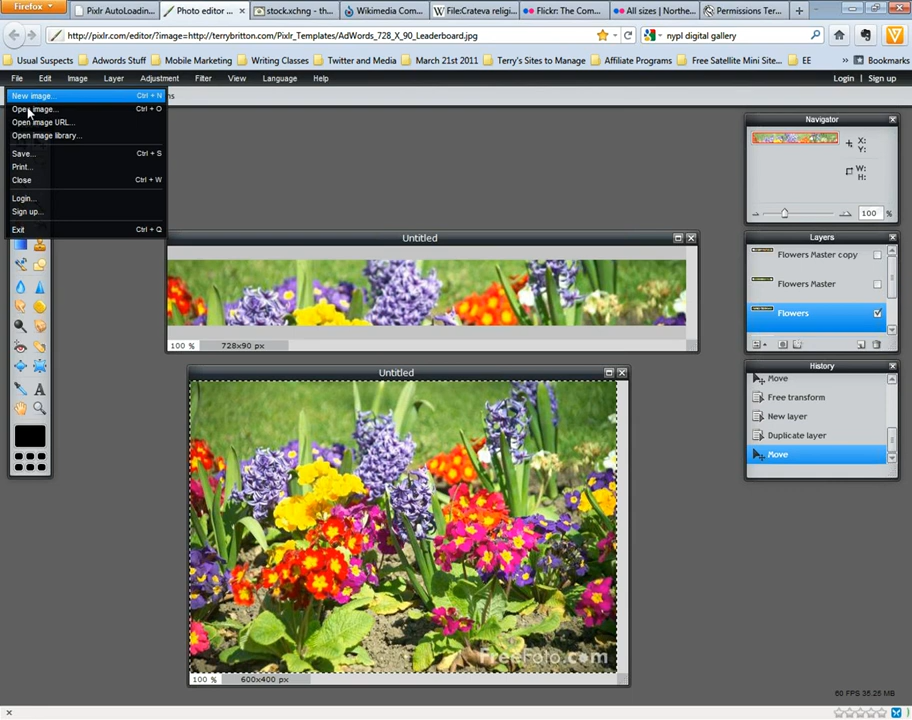 Firefox
Pixlr AutoLoadin...
Photo editor ...
stock.xchng - th...
Wikimedia Com...
File:Crateva religi...
Flickr: The Com...
All sizes | Northe...
Permissions Ter...
http://pixlr.com/editor/?image=http://terrybritton.com/Pixlr_Templates/AdWords_728_X_90_Leaderboard.jpg
nypl digital gallery
Usual Suspects
Adwords Stuff
Mobile Marketing
Writing Classes
Twitter and Media
March 21st 2011
Terry's Sites to Manage
Affiliate Programs
Free Satellite Mini Site...
EE
»
Bookmarks
File Edit Image Layer Adjustment Filter View Language Help
Login | Sign up
New image... Ctrl + N
Open image... Ctrl + O
Open image URL...
Open image library...
Save... Ctrl + S
Print...
Close Ctrl + W
Login...
Sign up...
Exit Ctrl + Q
Navigator
X:
Y:
W:
H:
100 %
Untitled
100 % 728x90 px
Layers
Flowers Master copy
Flowers Master
Flowers
Untitled
FreeFoto.com
100 % 600x400 px
History
Move
Free transform
New layer
Duplicate layer
Move
60 FPS 35.25 MB